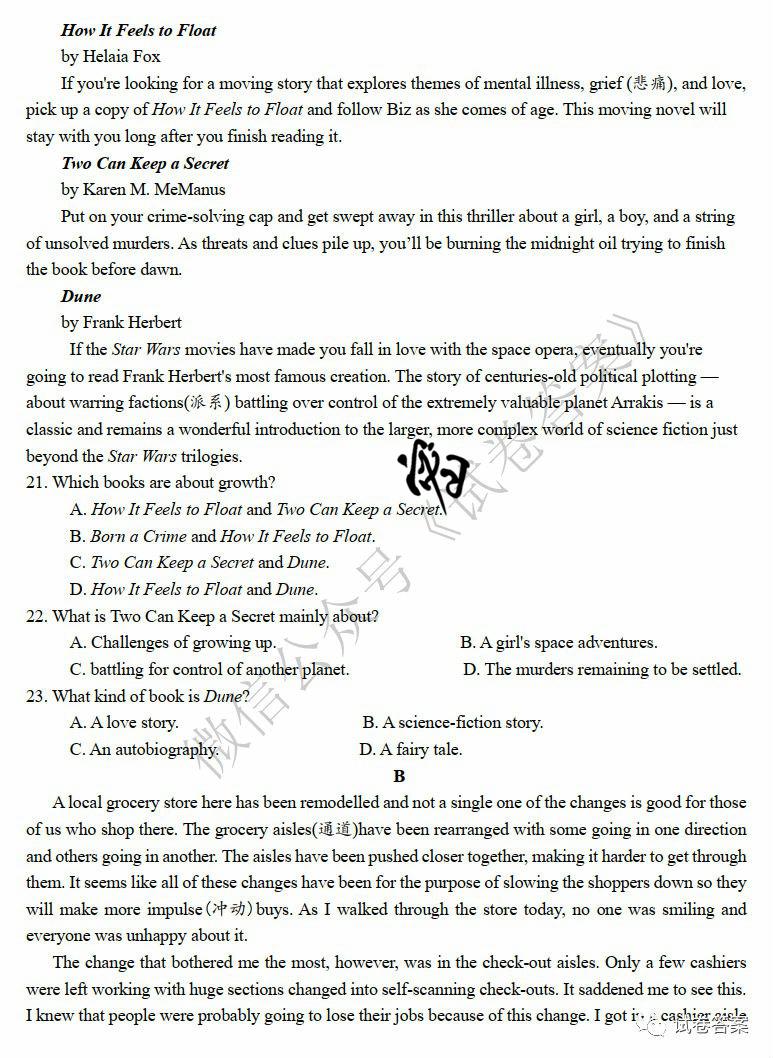 How It Feels to Float
by Helaia Fox
If you're looking for a moving story that explores themes of mental illness, grief (悲痛), and love,
pick up a copy of How It Feels to Float and follow Biz as she comes of age. This moving novel will
stay with you long after you finish reading it.
Two Can Keep a Secret
by Karen M. MeManus
Put on your crime-solving cap and get swept away in this thriller about a girl, a boy, and a string
of unsolved murders. As threats and clues pile up, you’ll be burning the midnight oil trying to finish
the book before dawn.
Dune
by Frank Herbert
If the Star Wars movies have made you fall in love with the space opera, eventually you're
going to read Frank Herbert's most famous creation. The story of centuries-old political plotting —
about warring factions(派系) battling over control of the extremely valuable planet Arrakis — is a
classic and remains a wonderful introduction to the larger, more complex world of science fiction just
beyond the Star Wars trilogies.
21. Which books are about growth?
A. How It Feels to Float and Two Can Keep a Secret.
B. Born a Crime and How It Feels to Float.
C. Two Can Keep a Secret and Dune.
D. How It Feels to Float and Dune.
22. What is Two Can Keep a Secret mainly about?
A. Challenges of growing up. B. A girl's space adventures.
C. battling for control of another planet. D. The murders remaining to be settled.
23. What kind of book is Dune?
A. A love story. B. A science-fiction story.
C. An autobiography. D. A fairy tale.
B
A local grocery store here has been remodelled and not a single one of the changes is good for those
of us who shop there. The grocery aisles(通道)have been rearranged with some going in one direction
and others going in another. The aisles have been pushed closer together, making it harder to get through
them. It seems like all of these changes have been for the purpose of slowing the shoppers down so they
will make more impulse(冲动)buys. As I walked through the store today, no one was smiling and
everyone was unhappy about it.
The change that bothered me the most, however, was in the check-out aisles. Only a few cashiers
were left working with huge sections changed into self-scanning check-outs. It saddened me to see this.
I knew that people were probably going to lose their jobs because of this change. I got in a cashier aisle
微信公众号《试卷答案》
试卷答案